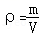 ρ = m/V